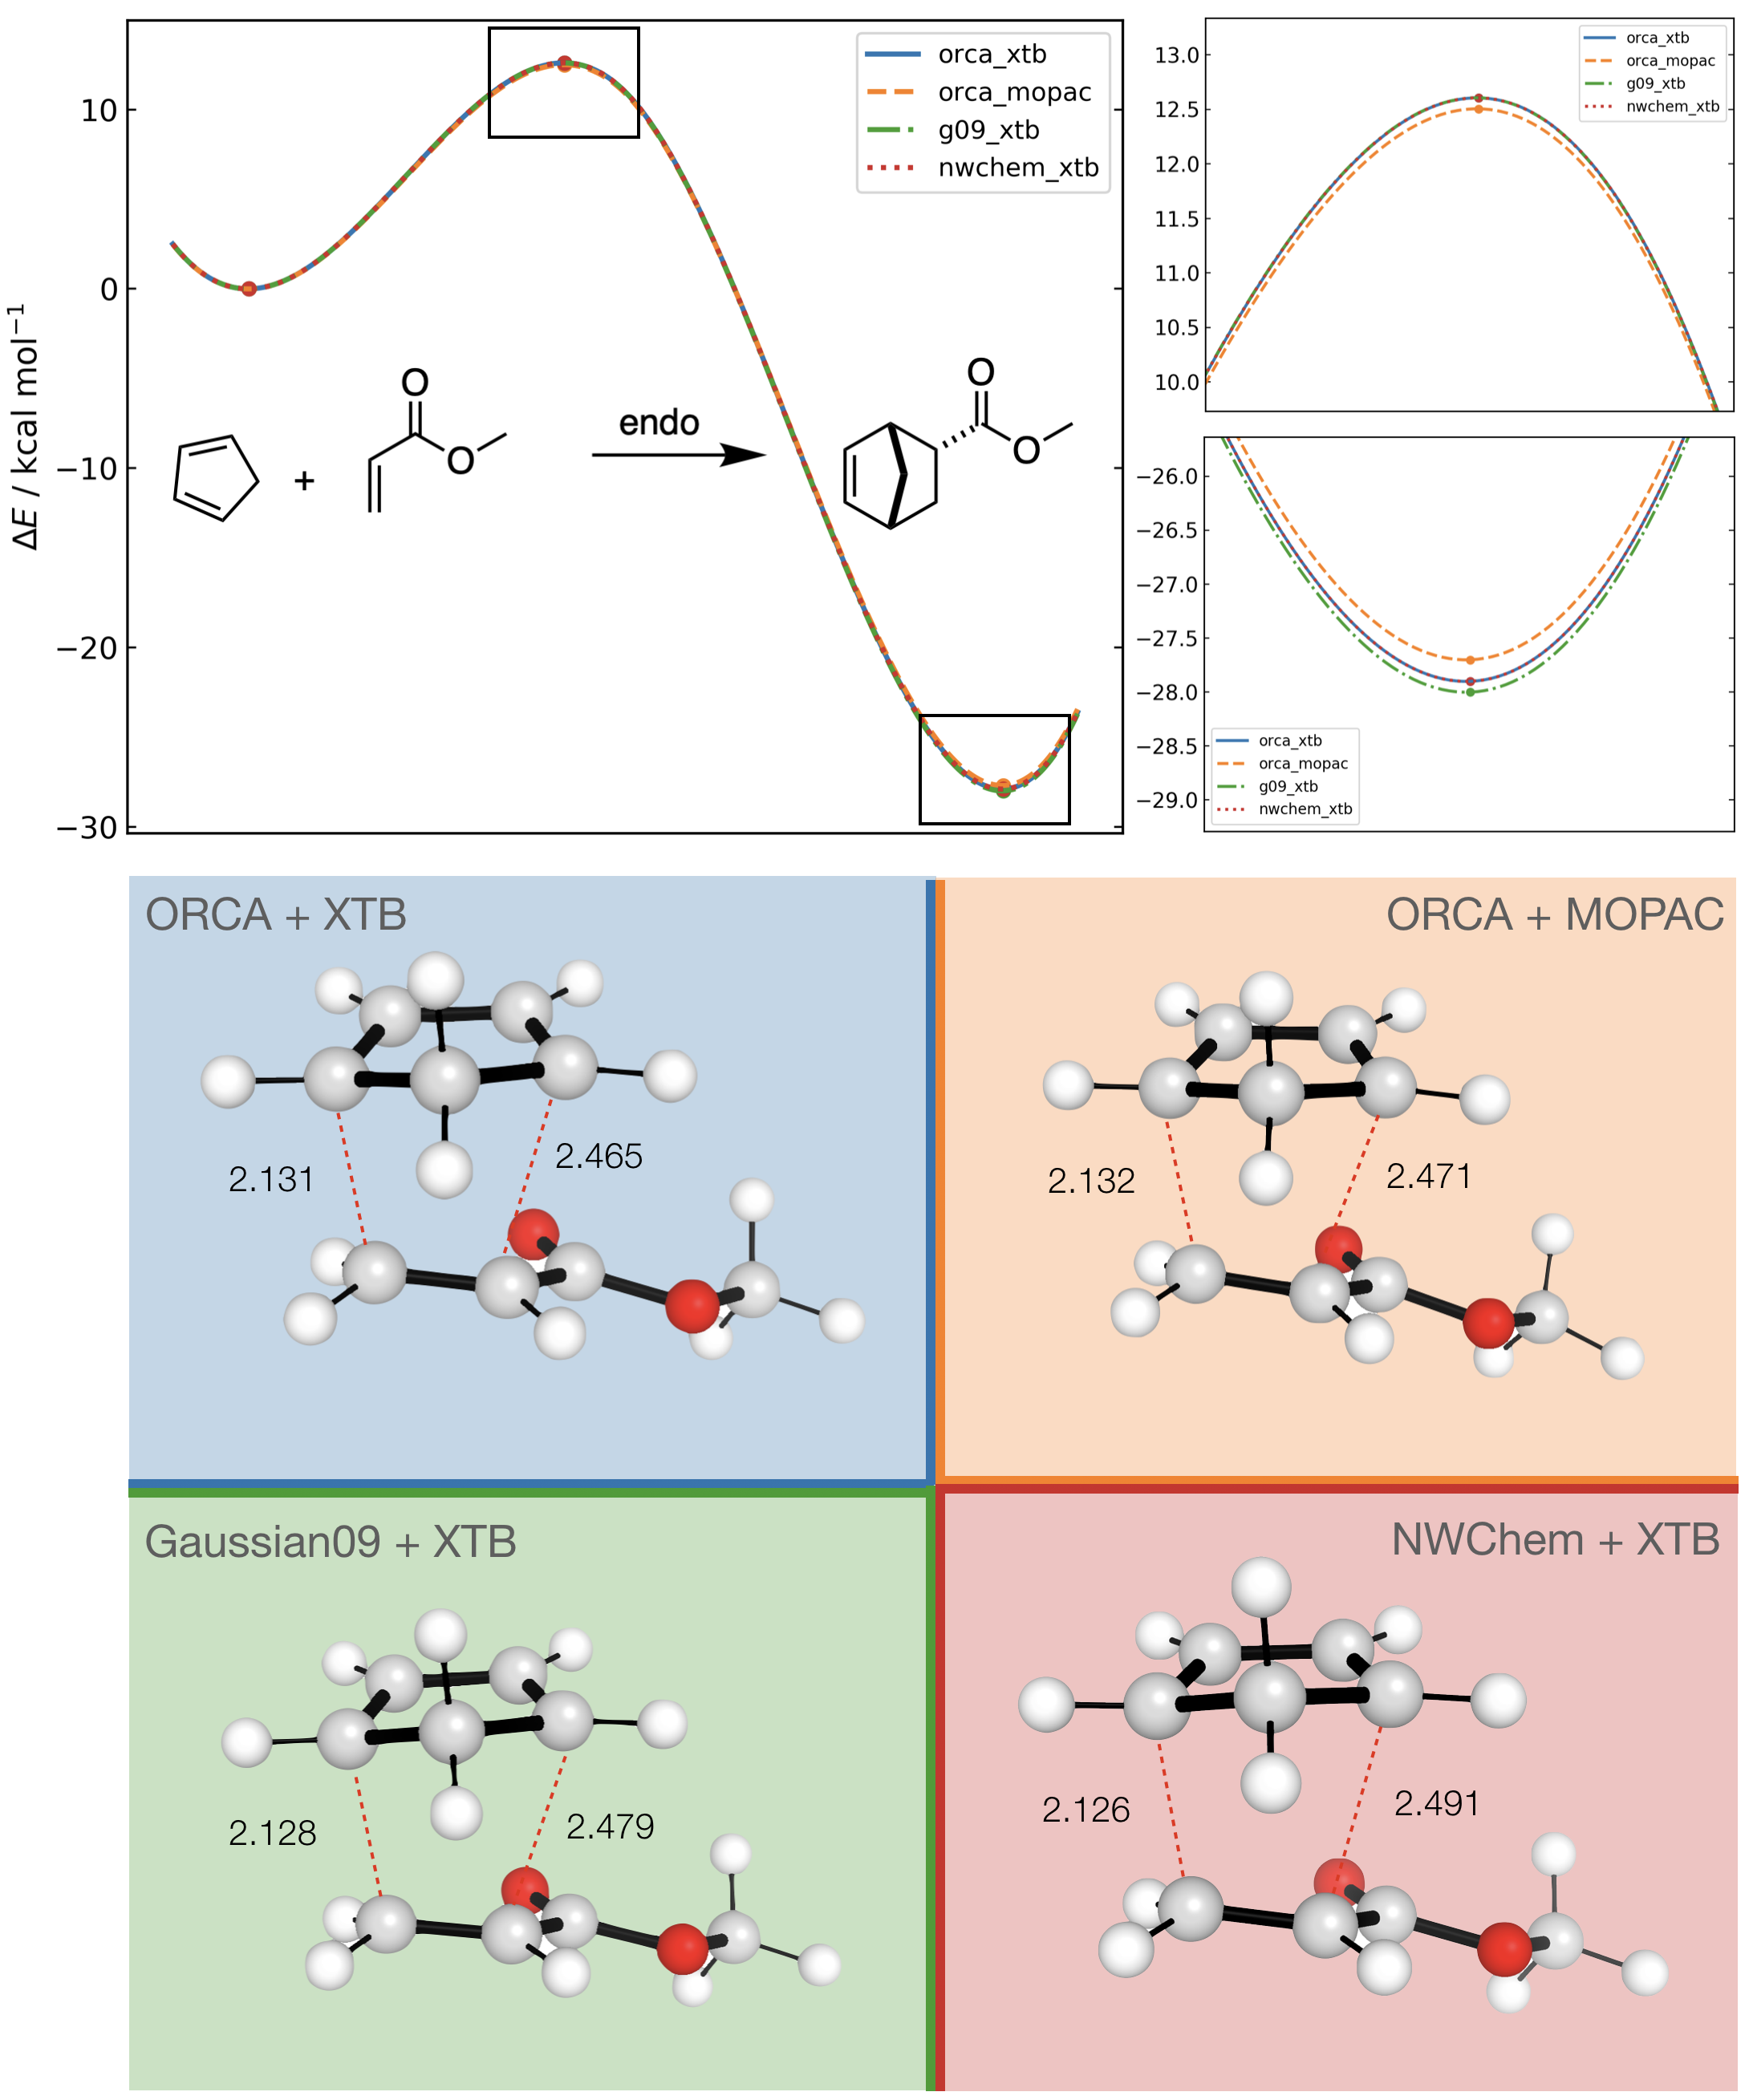 ΔE / kcal mol⁻¹
10
0
−10
−20
−30
orca_xtb
orca_mopac
g09_xtb
nwchem_xtb
O
O
+
endo
O
O
13.0
12.5
12.0
11.5
11.0
10.5
10.0
orca_xtb
orca_mopac
g09_xtb
nwchem_xtb
−26.0
−26.5
−27.0
−27.5
−28.0
−28.5
−29.0
orca_xtb
orca_mopac
g09_xtb
nwchem_xtb
ORCA + XTB
2.131
2.465
ORCA + MOPAC
2.132
2.471
Gaussian09 + XTB
2.128
2.479
NWChem + XTB
2.126
2.491